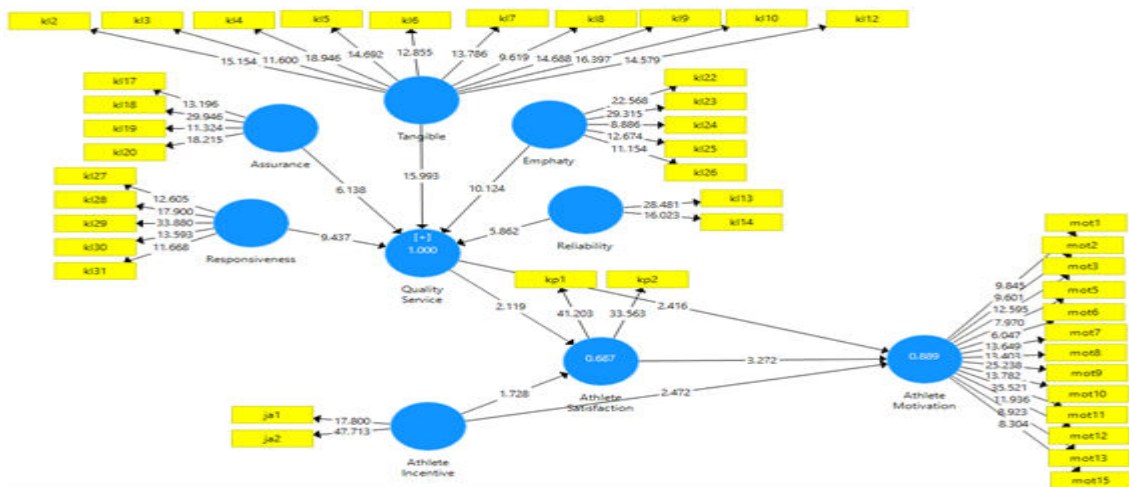 kl2
kl3
kl4
kl5
kl6
kl7
kl8
kl9
kl10
kl12
15.154
11.600
18.946
14.692
12.855
13.786
9.619
14.688
16.397
14.579
Tangible
kl17
kl18
kl19
kl20
13.196
29.946
11.324
18.215
Assurance
kl22
kl23
kl24
kl25
kl26
22.568
29.315
8.886
12.674
11.154
Emphaty
kl27
kl28
kl29
kl30
kl31
12.605
17.900
33.880
13.593
11.668
Responsiveness
kl13
kl14
28.481
16.023
Reliability
6.138
15.993
10.124
9.437
5.862
[+]
1.000
Quality
Service
kp1
kp2
41.203
33.563
2.119
2.416
0.687
Athlete
Satisfaction
3.272
1.728
2.472
ja1
ja2
17.800
47.713
Athlete
Incentive
0.889
Athlete
Motivation
9.845
9.601
12.595
7.970
6.047
13.649
13.403
25.238
13.782
35.521
11.936
8.923
8.304
mot1
mot2
mot3
mot5
mot6
mot7
mot8
mot9
mot10
mot11
mot12
mot13
mot15